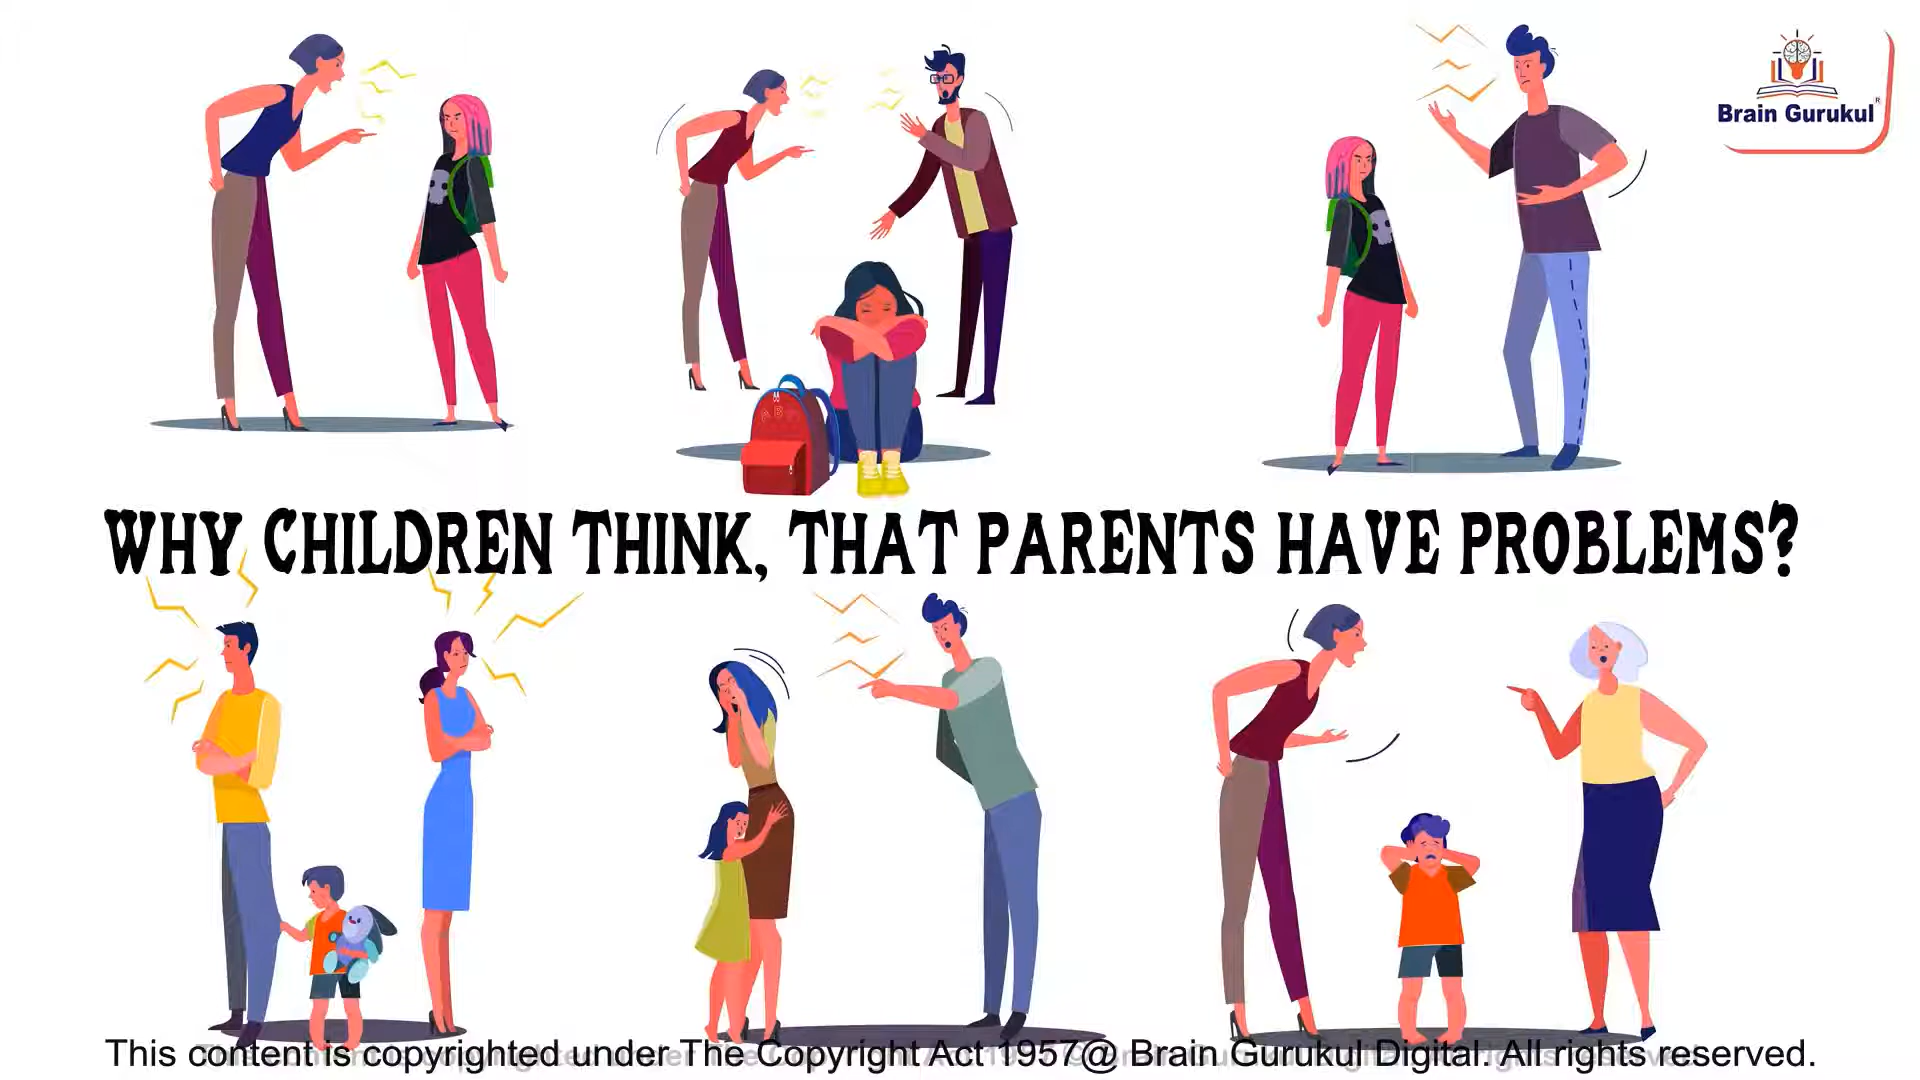 Brain Gurukul®
WHY CHILDREN THINK, THAT PARENTS HAVE PROBLEMS?
This content is copyrighted under The Copyright Act 1957@ Brain Gurukul Digital. All rights reserved.